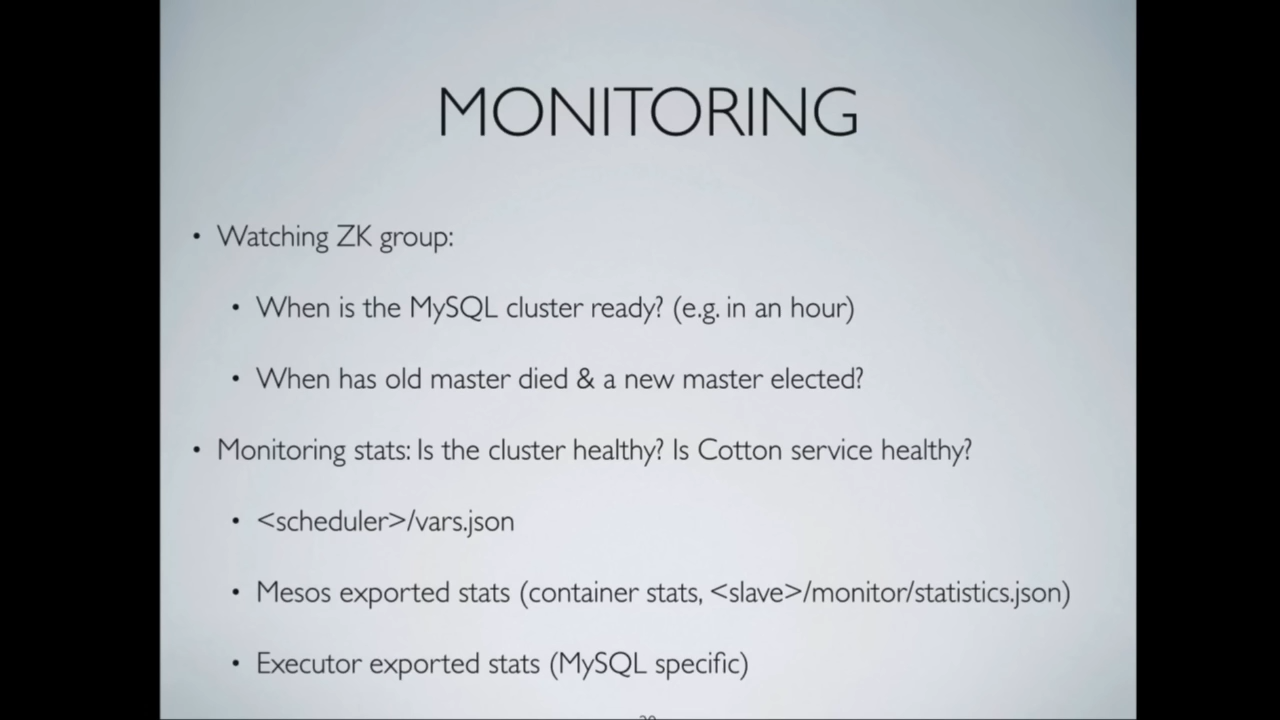 MONITORING
• Watching ZK group:
• When is the MySQL cluster ready? (e.g. in an hour)
• When has old master died & a new master elected?
• Monitoring stats: Is the cluster healthy? Is Cotton service healthy?
• <scheduler>/vars.json
• Mesos exported stats (container stats, <slave>/monitor/statistics.json)
• Executor exported stats (MySQL specific)